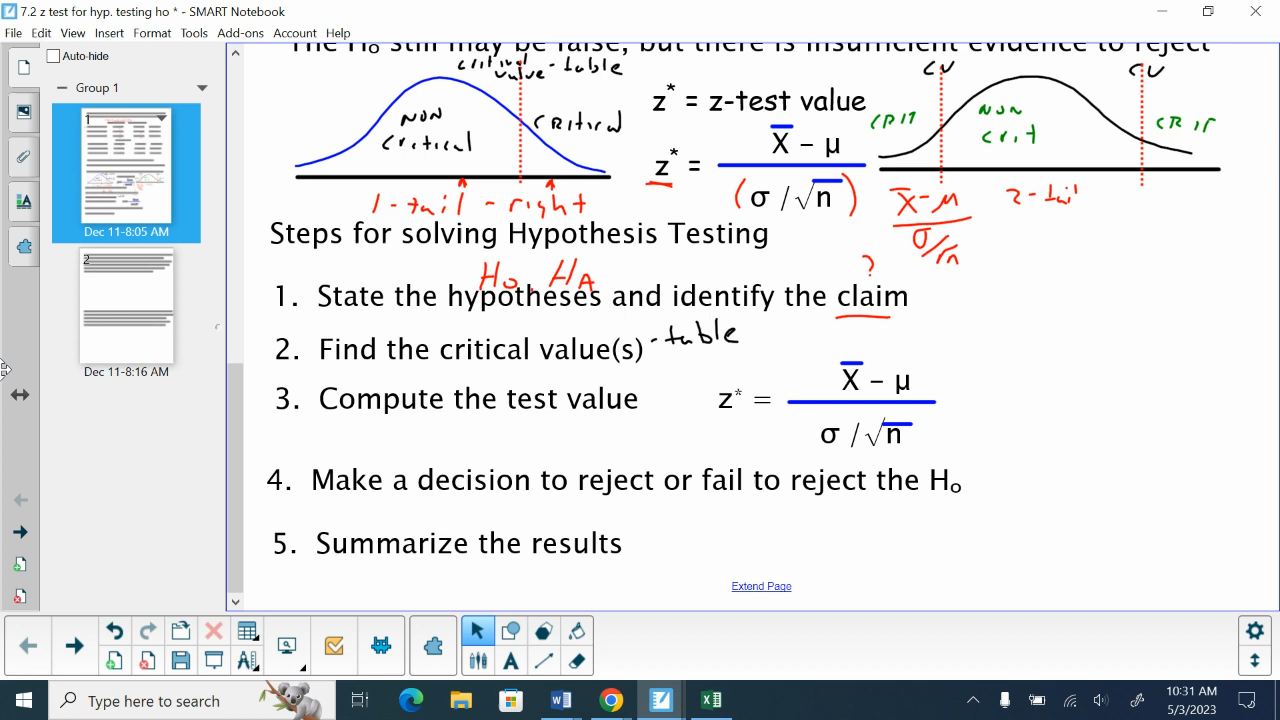 7.2 z test for hyp. testing ho * - SMART Notebook
File Edit View Insert Format Tools Add-ons Account Help
Auto-hide
Group 1
1
Dec 11-8:05 AM
2
Dec 11-8:16 AM
The Hₒ still may be false, but there is insufficient evidence to reject
critical
value - table
NON
critical
CRITICAL
1-tail - right
z* = z-test value
z* = X̅ – μ
(σ /√n)
CV
CV
CRIT
NON
crit
CRIT
X̅-μ
σ/√n
2-tail
Steps for solving Hypothesis Testing
Ho, HA
?
1. State the hypotheses and identify the claim
2. Find the critical value(s) - table
3. Compute the test value z* = X̅ – μ
σ /√n
4. Make a decision to reject or fail to reject the Hₒ
5. Summarize the results
Extend Page
Type here to search
10:31 AM
5/3/2023